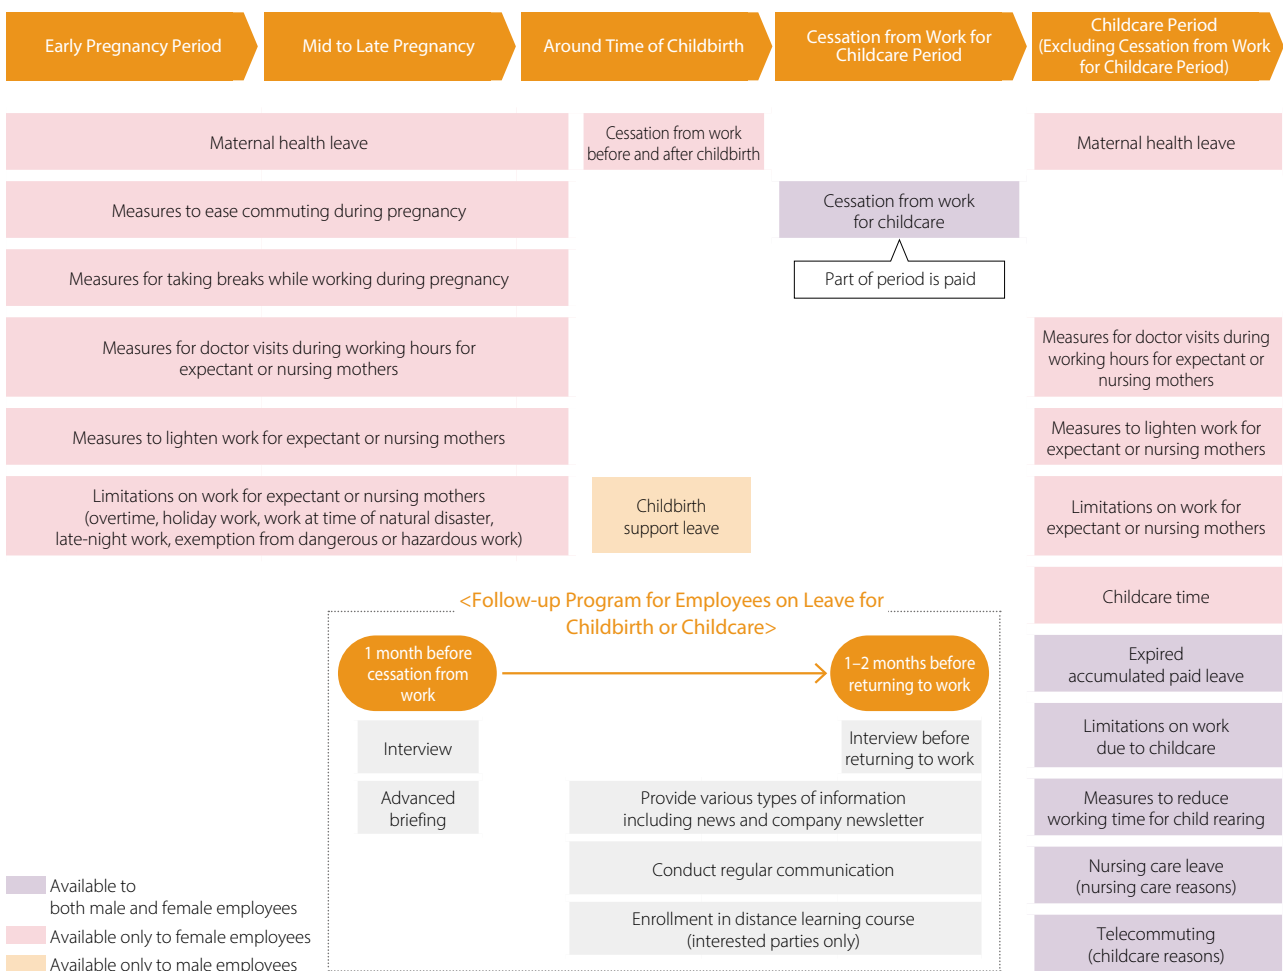 Early Pregnancy Period
Mid to Late Pregnancy
Around Time of Childbirth
Cessation from Work for
Childcare Period
Childcare Period
(Excluding Cessation from Work
for Childcare Period)
Maternal health leave
Cessation from work
before and after childbirth
Maternal health leave
Measures to ease commuting during pregnancy
Cessation from work
for childcare
Measures for taking breaks while working during pregnancy
Part of period is paid
Measures for doctor visits during working hours for
expectant or nursing mothers
Measures for doctor visits during
working hours for expectant or
nursing mothers
Measures to lighten work for expectant or nursing mothers
Measures to lighten work for
expectant or nursing mothers
Limitations on work for expectant or nursing mothers
(overtime, holiday work, work at time of natural disaster,
late-night work, exemption from dangerous or hazardous work)
Childbirth
support leave
Limitations on work for
expectant or nursing mothers
Childcare time
<Follow-up Program for Employees on Leave for
Childbirth or Childcare>
1 month before
cessation from
work
1–2 months before
returning to work
Expired
accumulated paid leave
Interview
Interview before
returning to work
Limitations on work
due to childcare
Advanced
briefing
Provide various types of information
including news and company newsletter
Measures to reduce
working time for child rearing
Conduct regular communication
Nursing care leave
(nursing care reasons)
Enrollment in distance learning course
(interested parties only)
Telecommuting
(childcare reasons)
Available to
both male and female employees
Available only to female employees
Available only to male employees